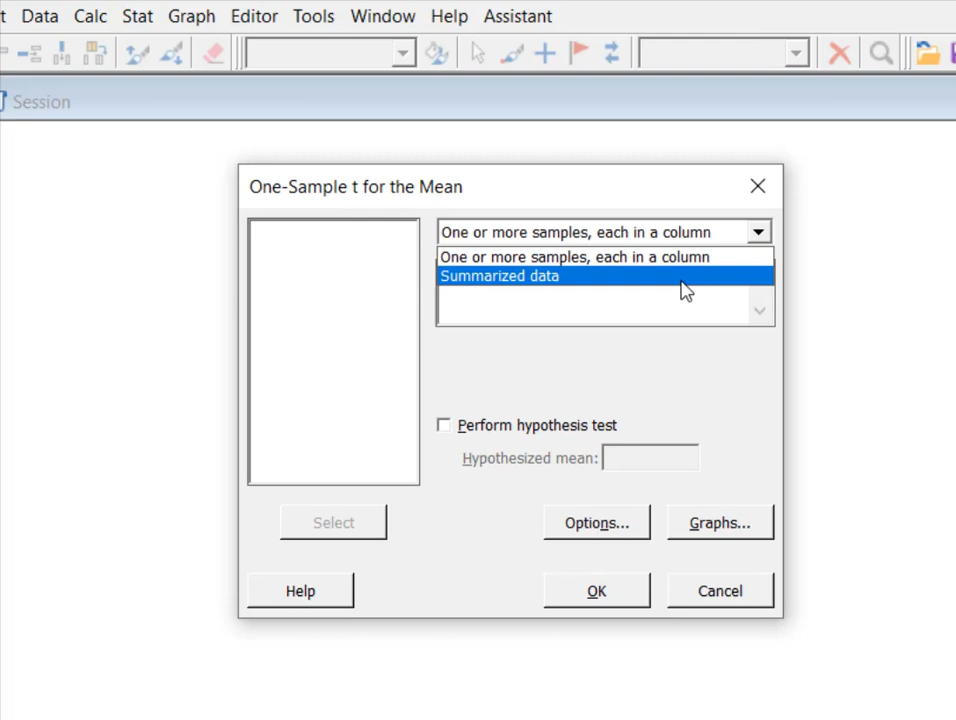 t Data Calc Stat Graph Editor Tools Window Help Assistant
Session
One-Sample t for the Mean
One or more samples, each in a column
One or more samples, each in a column
Summarized data
Perform hypothesis test
Hypothesized mean:
Select
Options...
Graphs...
Help
OK
Cancel